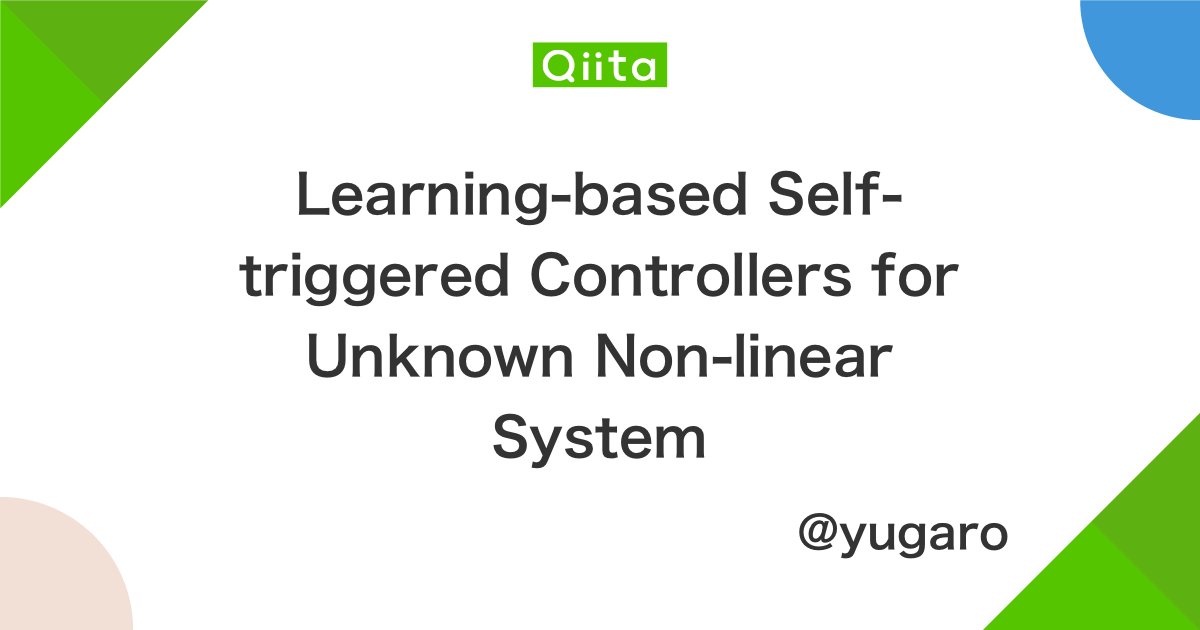 Qiita
Learning-based Self-
triggered Controllers for
Unknown Non-linear
System
@yugaro